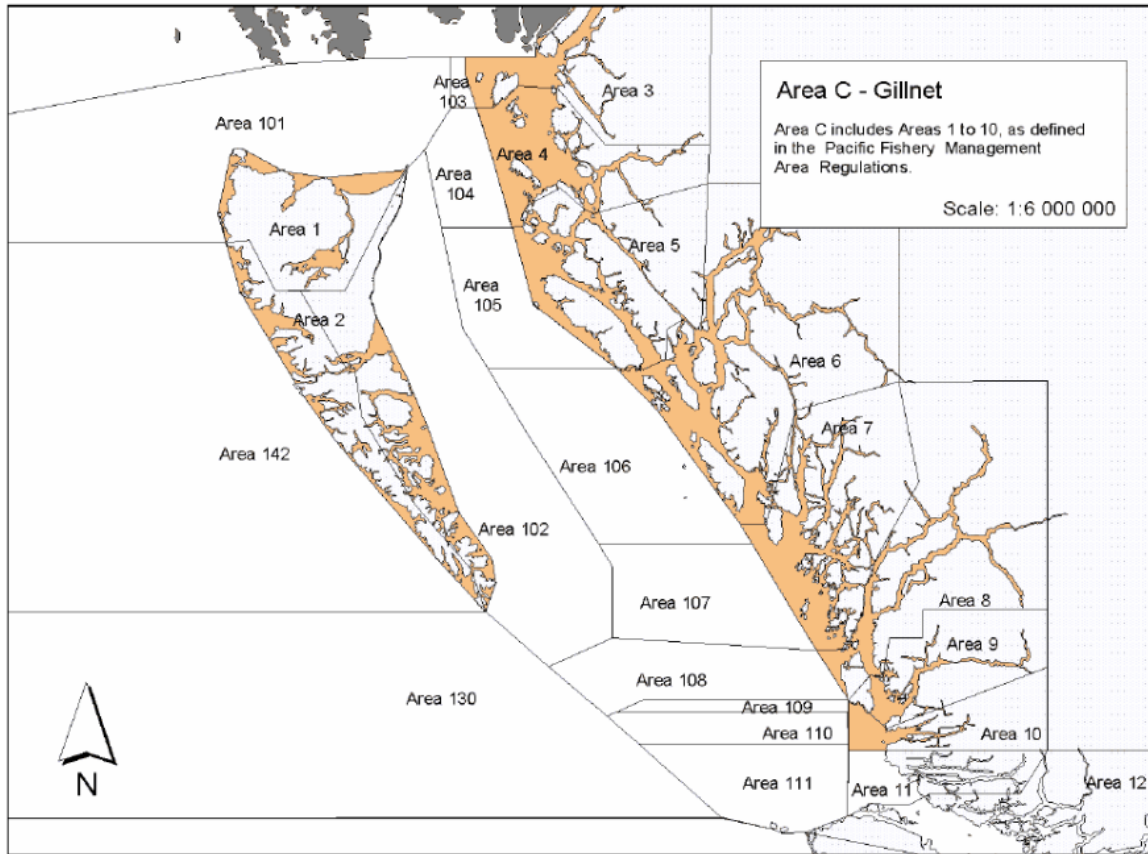 Area C - Gillnet
Area C includes Areas 1 to 10, as defined
in the Pacific Fishery Management
Area Regulations.
Scale: 1:6 000 000
Area
103
Area 3
Area 101
Area 4
Area
104
Area 1
Area 5
Area
105
Area 2
Area 6
Area 7
Area 142
Area 106
Area 102
Area 107
Area 8
Area 9
Area 108
Area 130
Area 109
Area 110
Area 10
Area 111
Area 11
Area 12
N